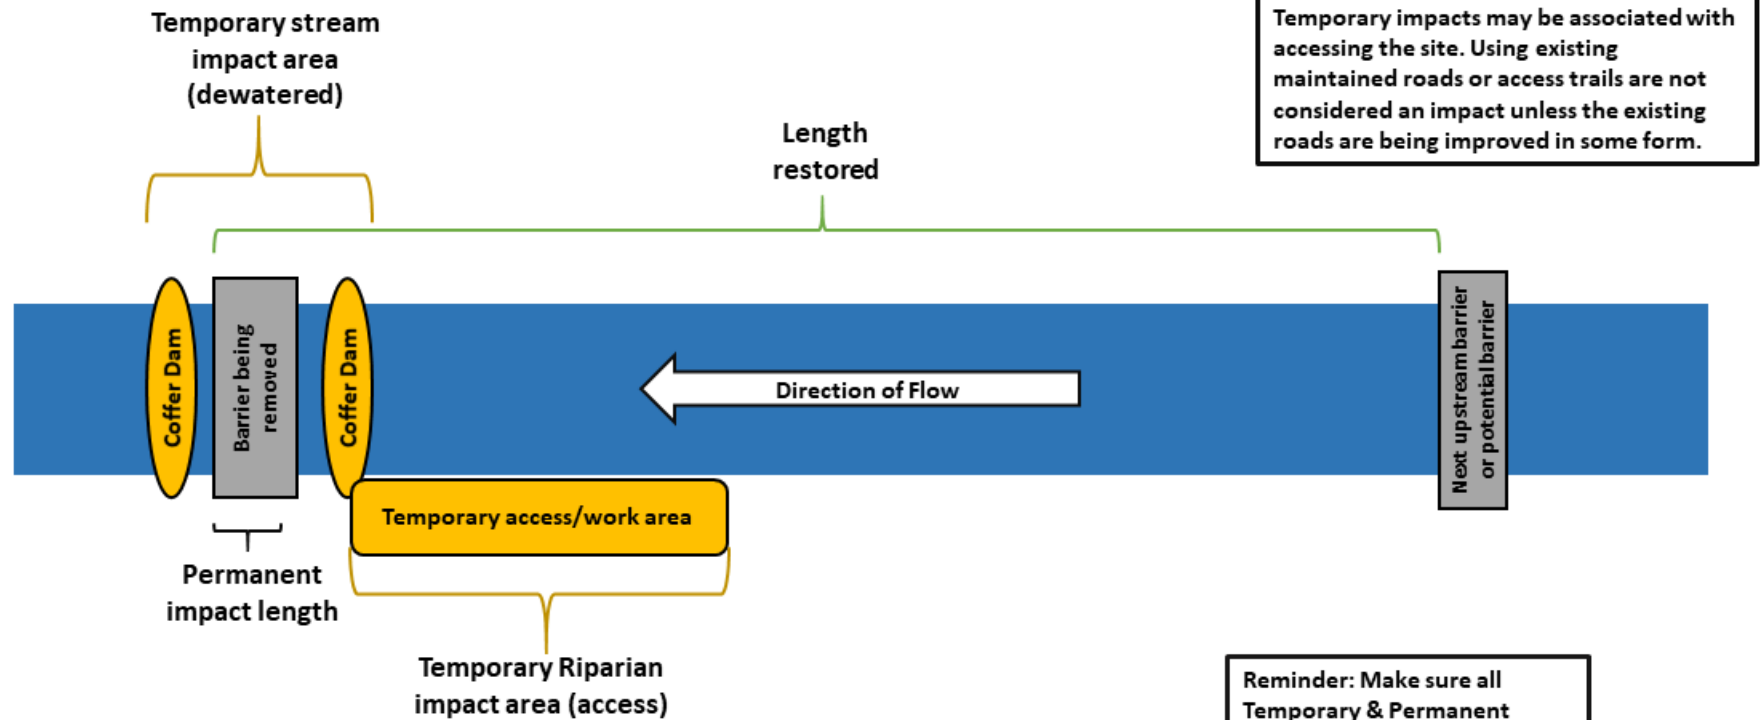 Temporary stream
impact area
(dewatered)
Temporary impacts may be associated with
accessing the site. Using existing
maintained roads or access trails are not
considered an impact unless the existing
roads are being improved in some form.
Length
restored
Coffer Dam
Barrier being
removed
Coffer Dam
Direction of Flow
Next upstream barrier
or potential barrier
Temporary access/work area
Permanent
impact length
Temporary Riparian
impact area (access)
Reminder: Make sure all
Temporary & Permanent